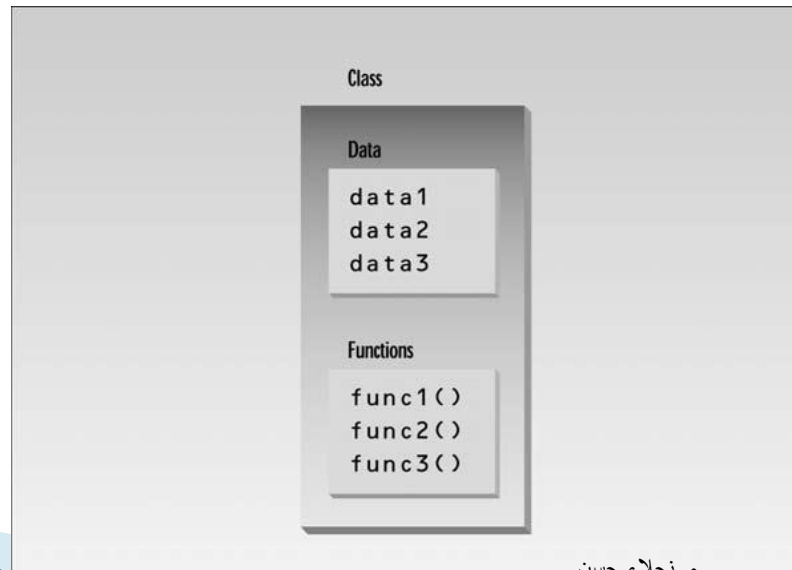 Class
Data
data1
data2
data3
Functions
func1()
func2()
func3()